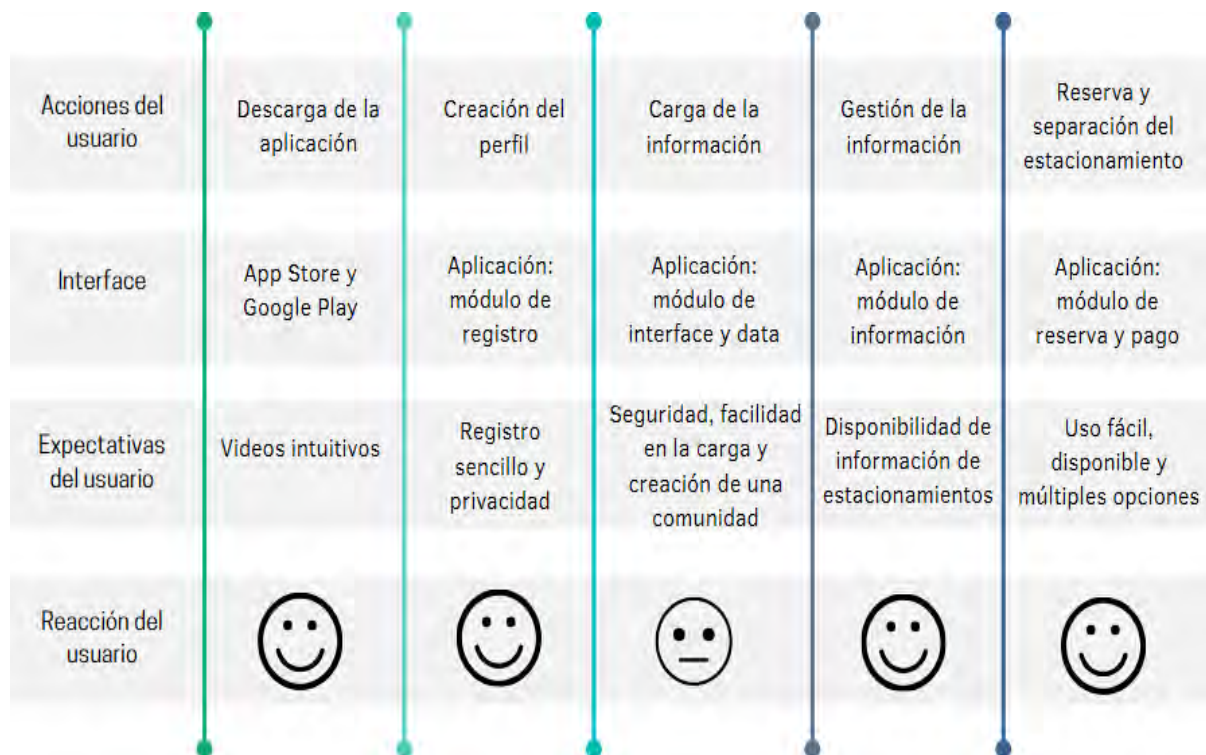 Acciones del
usuario
Descarga de la
aplicación
Creación del
perfil
Carga de la
información
Gestión de la
información
Reserva y
separación del
estacionamiento
Interface
App Store y
Google Play
Aplicación:
módulo de
registro
Aplicación:
módulo de
interface y data
Aplicación:
módulo de
información
Aplicación:
módulo de
reserva y pago
Expectativas
del usuario
Videos intuitivos
Registro
sencillo y
privacidad
Seguridad, facilidad
en la carga y
creación de una
comunidad
Disponibilidad de
información de
estacionamientos
Uso fácil,
disponible y
múltiples opciones
Reacción del
usuario